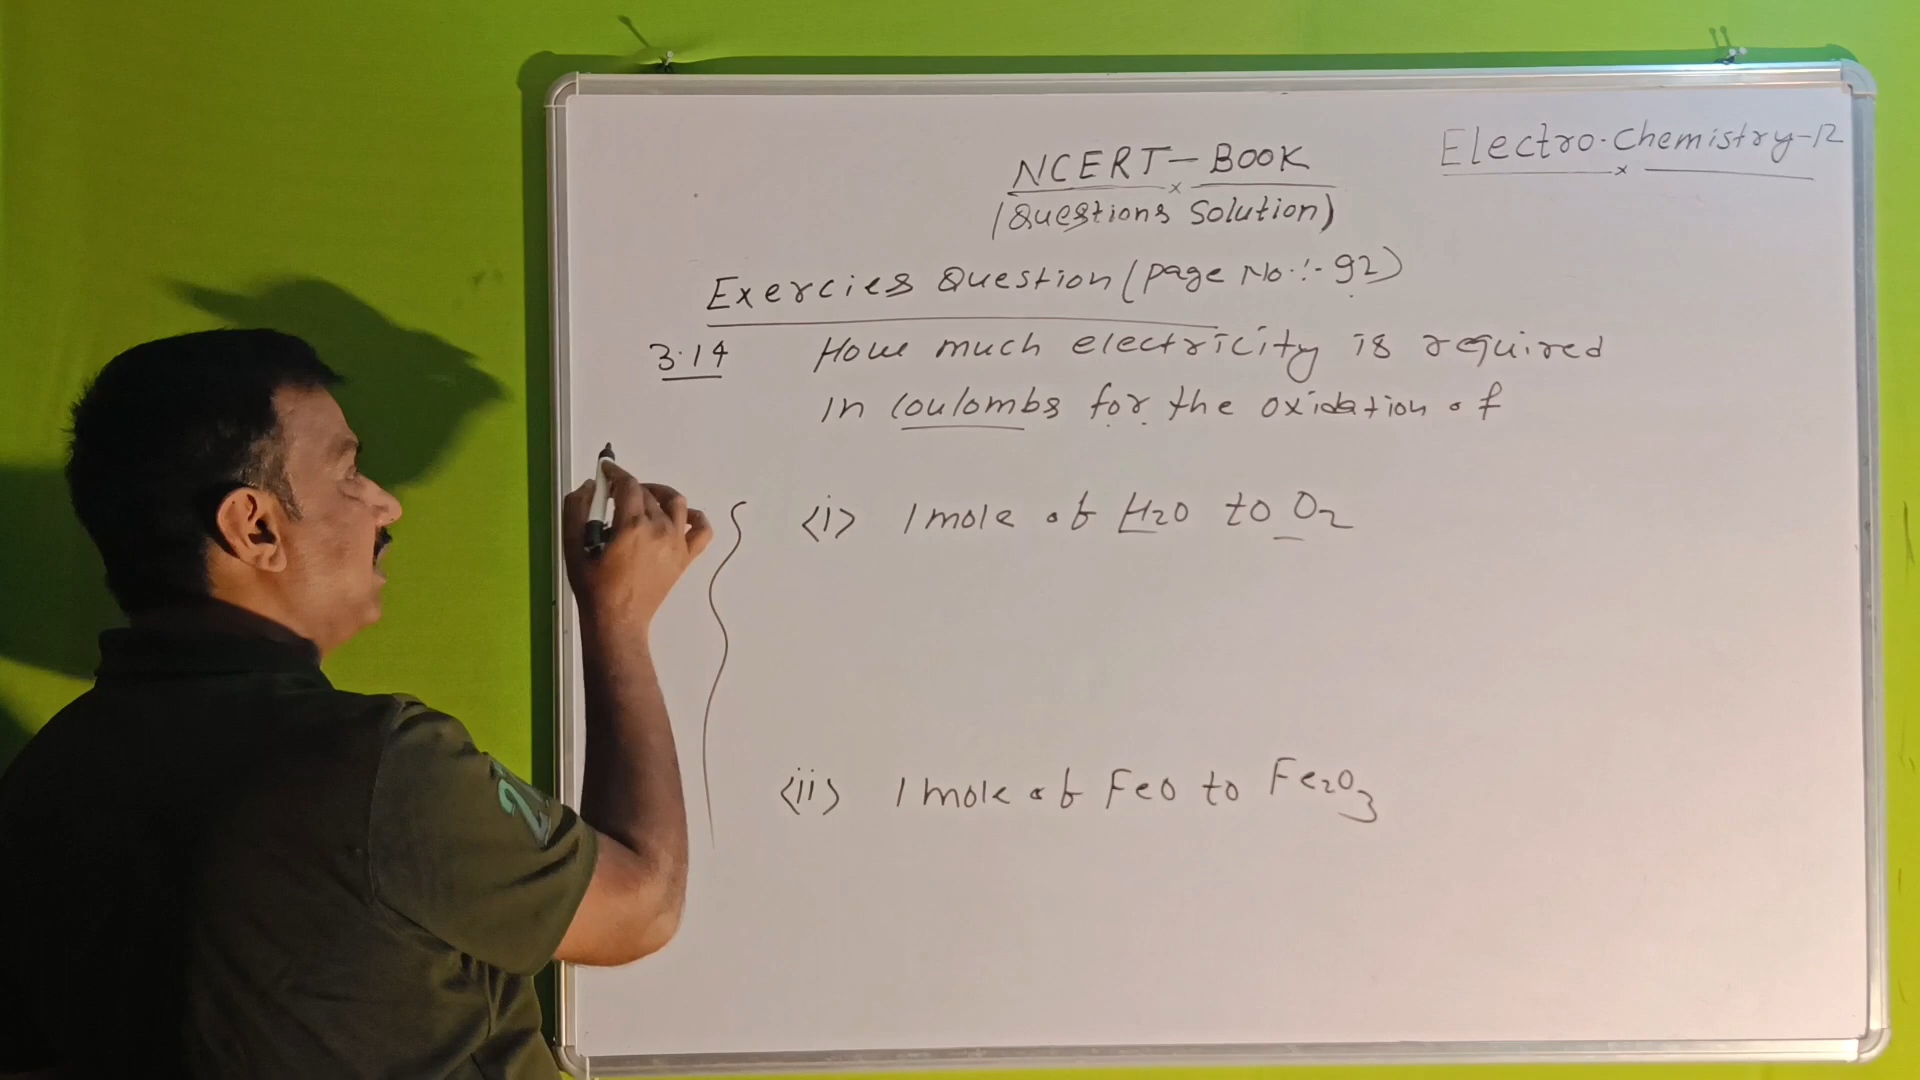 Electro.Chemistry-12
NCERT-BOOK
(Questions Solution)
Exercies Question (page No.:- 92)
3.14 How much electricity is required
in Coulombs for the oxidation of
(i) 1 mole of H2O to O2
(ii) 1 mole of FeO to Fe2O3